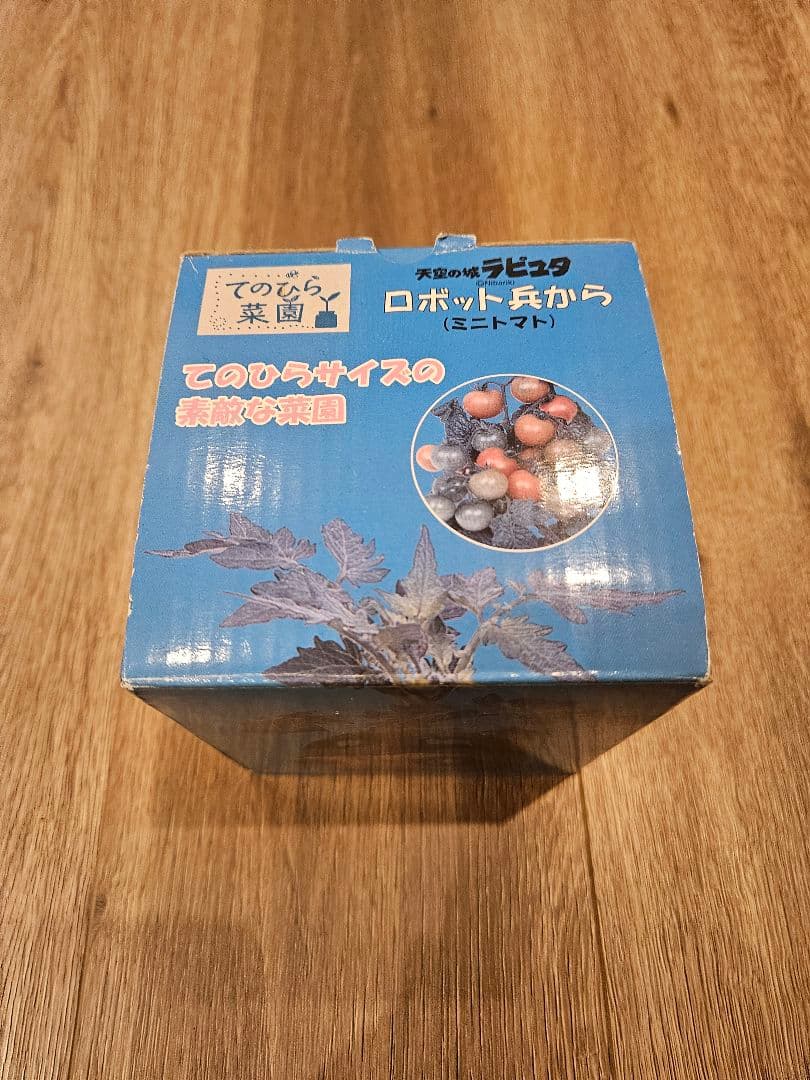 てのひら
菜園
天空の城ラピュタ
©Nibariki
ロボット兵から
(ミニトマト)
てのひらサイズの
素敵な菜園